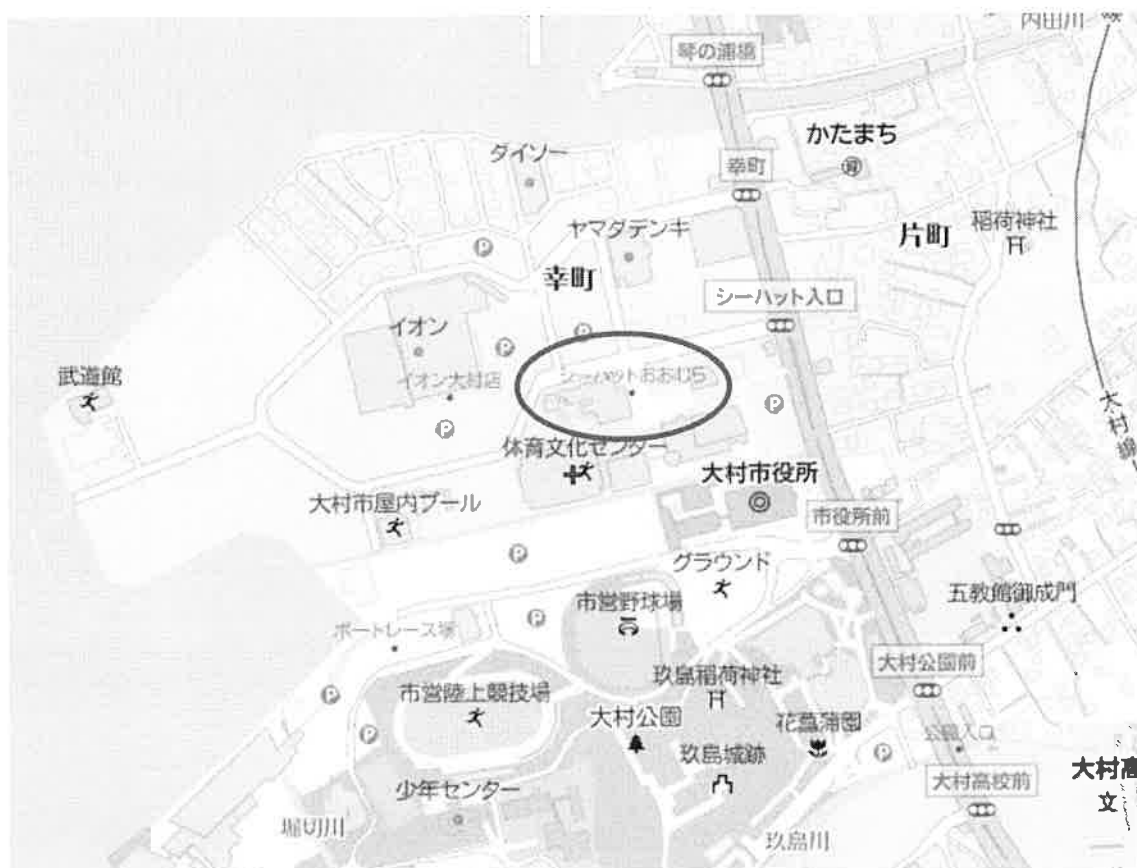 内田川
琴の浦橋
かたまち
ダイソー
幸町
ヤマダデンキ
片町
稲荷神社
幸町
シーハット入口
イオン
武道館
イオン大村店
シーハットおおむら
大村線
体育文化センター
大村市役所
大村市屋内プール
市役所前
グラウンド
五教館御成門
市営野球場
ボートレース場
大村公園前
玖島稲荷神社
市営陸上競技場
大村公園
花菖蒲園
公園入口
玖島城跡
大村高校前
大村高
文
少年センター
堀切川
玖島川
P
P
P
P
P
P
P
P
P
P